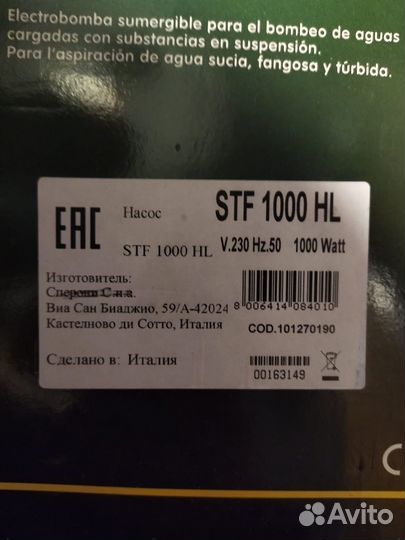 Electrobomba sumergible para el bombeo de aguas
cargadas con substancias en suspensión.
Para l'aspiración de agua sucia, fangosa y túrbida.
EAC
Насос
STF 1000 HL
STF 1000 HL
V.230 Hz.50 1000 Watt
Изготовитель:
Сперони С.п.а.
Виа Сан Биаджио, 59/А-42024
Кастелново ди Сотто, Италия
8 006414 084010
COD.101270190
Сделано в: Италия
00163149
C
Avito